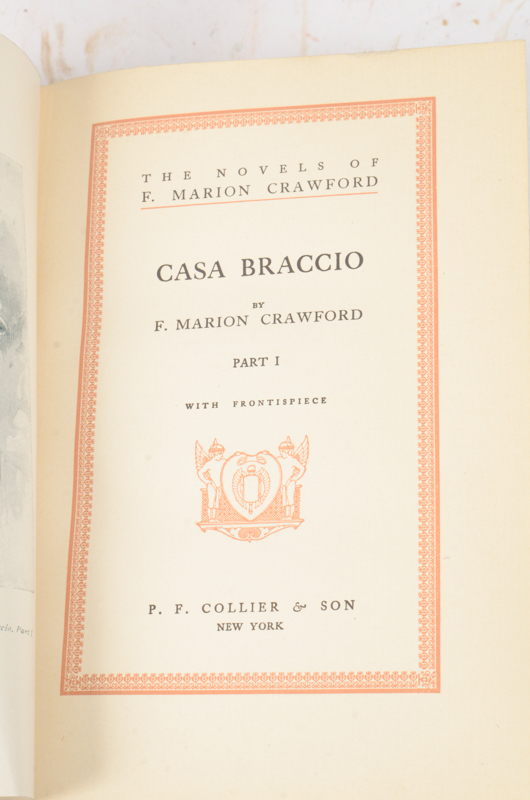 THE NOVELS OF
F. MARION CRAWFORD
CASA BRACCIO
BY
F. MARION CRAWFORD
PART I
WITH FRONTISPIECE
P. F. COLLIER & SON
NEW YORK